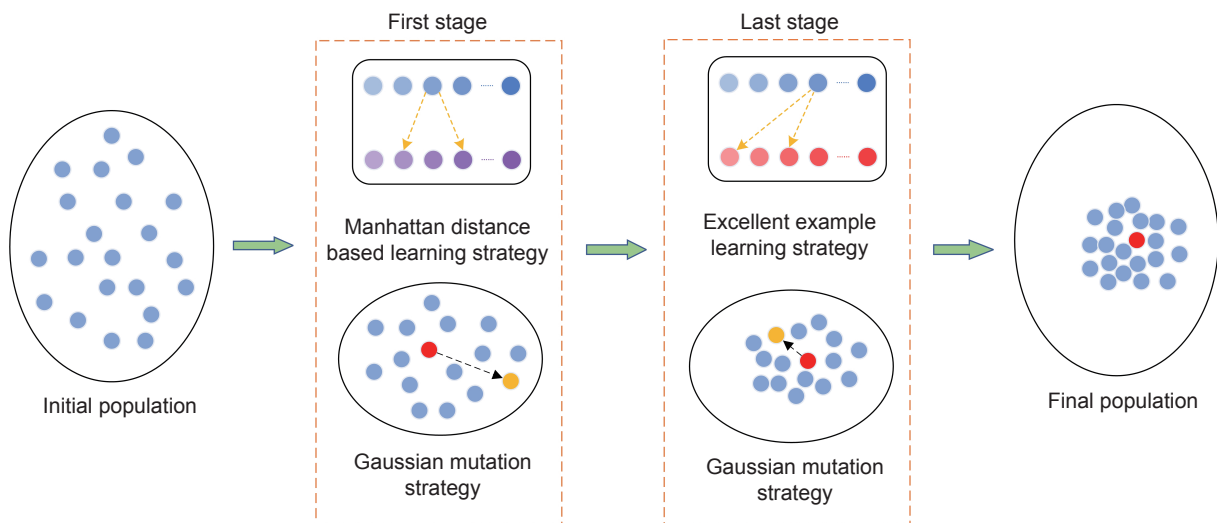 First stage
Last stage
Manhattan distance
based learning strategy
Excellent example
learning strategy
Initial population
Final population
Gaussian mutation
strategy
Gaussian mutation
strategy